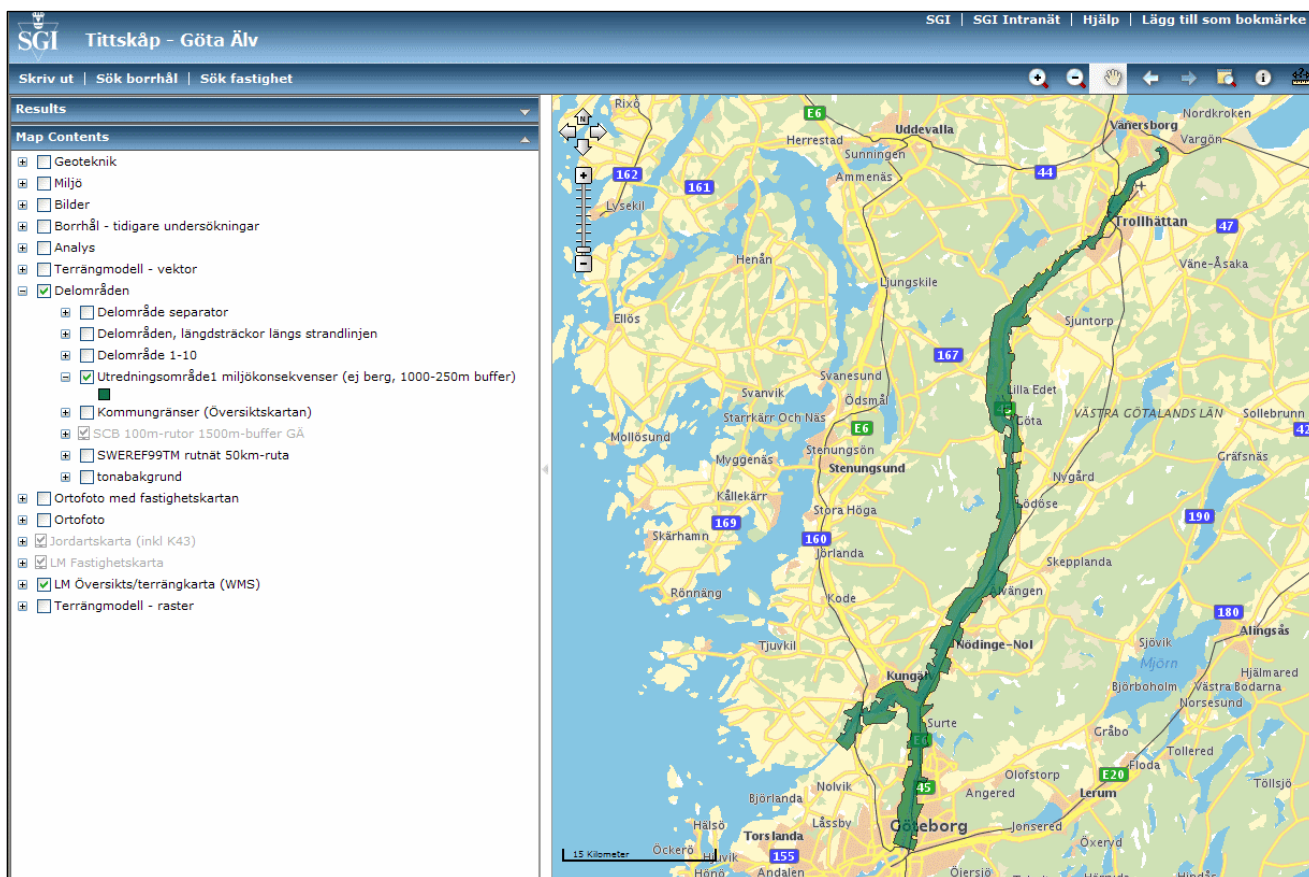 SGI | SGI Intranät | Hjälp | Lägg till som bokmärke
SGI Tittskåp - Göta Älv
Skriv ut | Sök borrhål | Sök fastighet
Results
Map Contents
Geoteknik
Miljö
Bilder
Borrhål - tidigare undersökningar
Analys
Terrängmodell - vektor
Delområden
Delområde separator
Delområden, längdsträckor längs strandlinjen
Delområde 1-10
Utredningsområde1 miljökonsekvenser (ej berg, 1000-250m buffer)
Kommungränser (Översiktskartan)
SCB 100m-rutor 1500m-buffer GÄ
SWEREF99TM rutnät 50km-ruta
tonabakgrund
Ortofoto med fastighetskartan
Ortofoto
Jordartskarta (inkl K43)
LM Fastighetskarta
LM Översikts/terrängkarta (WMS)
Terrängmodell - raster
N
Rixö
E6
Nordkroken
Uddevalla
Vänersborg
Herrestad
Vargön
Sunningen
162
161
Ammenäs
44
Lysekil
Trollhättan
47
Henån
Väne-Åsaka
Ljungskile
Ellös
Sjuntorp
167
Svanesund
Lilla Edet
Svanvik
Ödsmål
Starrkärr Och Näs
Göta
VÄSTRA GÖTALANDS LÄN
Sollebrunn
42
E6
Mollösund
Stenungsön
Myggenäs
Stenungsund
Gräfsnäs
Nygård
Kållekärr
Lödöse
Stora Höga
190
169
160
Skärhamn
Jörlanda
Skepplanda
Rönnäng
Kode
Älvängen
180
Alingsås
Tjuvkil
Nödinge-Nol
Sjövik
Mjörn
Hjälmared
Kungälv
Björboholm
Västra Bodarna
Norsesund
Surte
Gråbo
E6
Tollered
Floda
Olofstorp
E20
Töllsjö
Nolvik
45
Angered
Lerum
Björlanda
Hälsö
Låssby
Göteborg
Jonsered
Torslanda
Öckerö
155
Öxeryd
15 Kilometer
Hönö
Andalen
Öjersjö